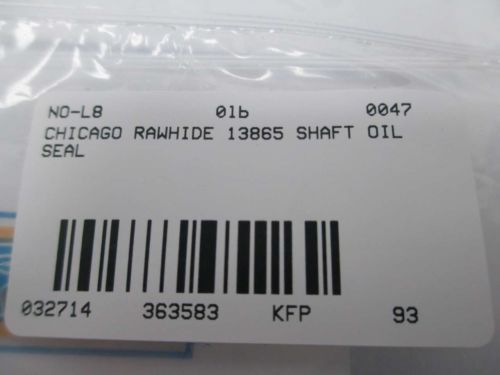 NO-L8 01b 0047
CHICAGO RAWHIDE 13865 SHAFT OIL
SEAL
032714 363583 KFP 93